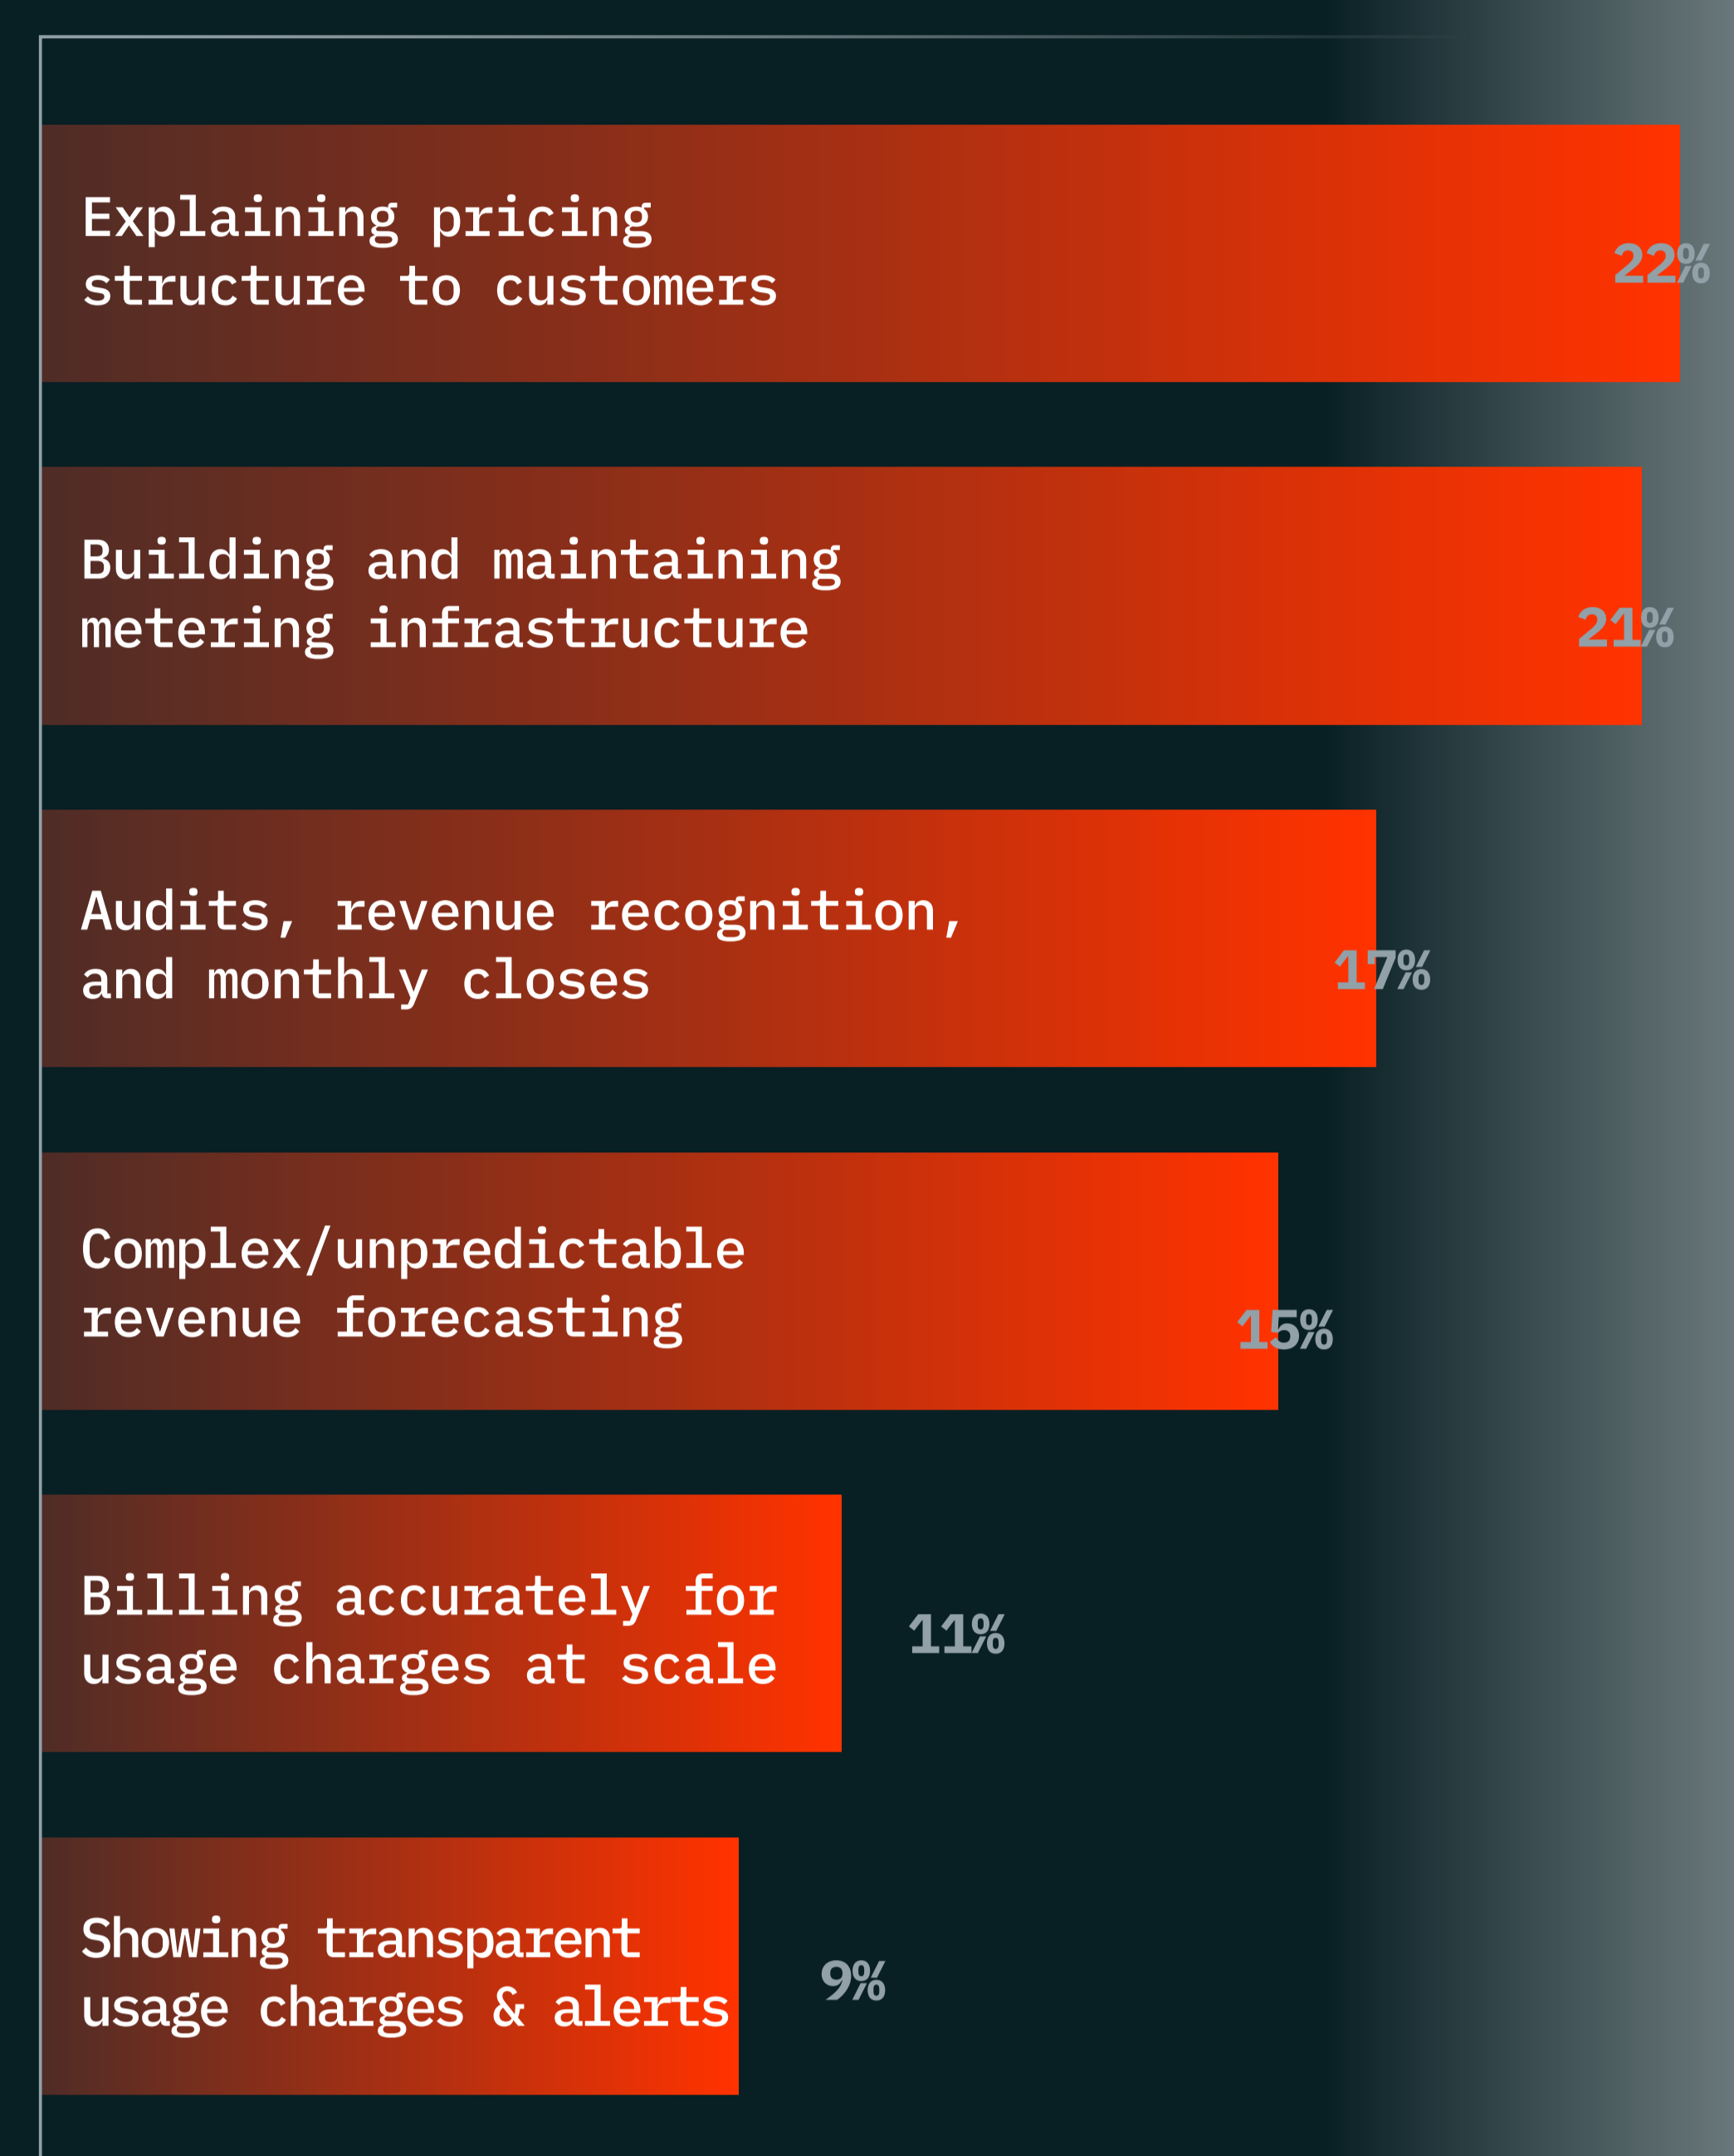 Explaining pricing
structure to customers
22%
Building and maintainig
metering infrastructure
21%
Audits, revenue recognition,
and monthly closes
17%
Complex/unpredictable
revenue forecasting
15%
Billing accurately for
usage charges at scale
11%
Showing transparent
usage charges & alerts
9%